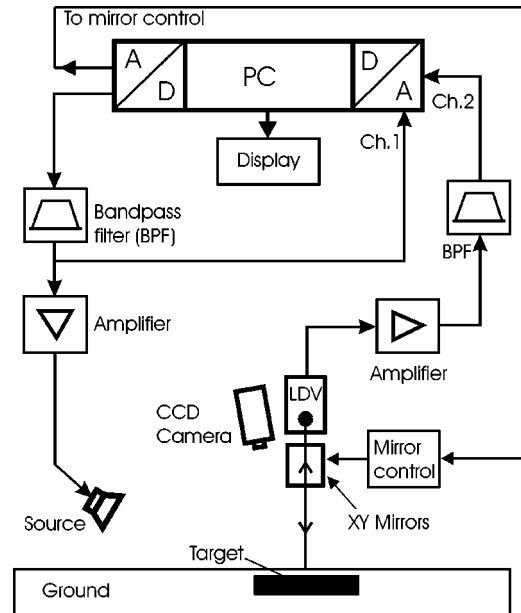 To mirror control
A
D
PC
D
A
Ch.2
Ch.1
Display
Bandpass
filter (BPF)
BPF
Amplifier
Amplifier
LDV
CCD
Camera
Mirror
control
XY Mirrors
Source
Target
Ground